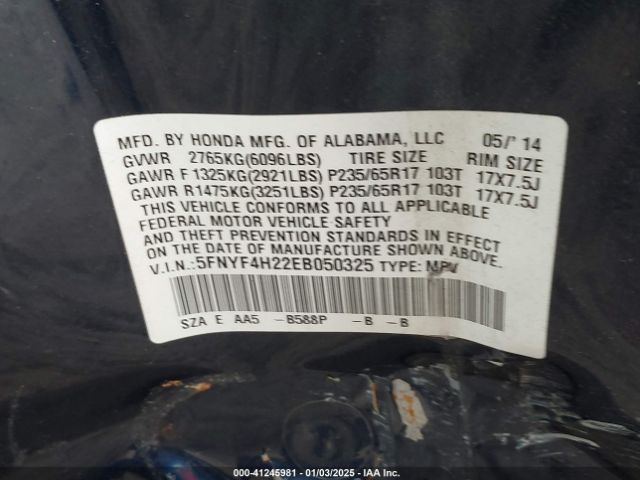 MFD. BY HONDA MFG. OF ALABAMA, LLC 05/'14
GVWR 2765KG(6096LBS) TIRE SIZE RIM SIZE
GAWR F 1325KG(2921LBS) P235/65R17 103T 17X7.5J
GAWR R1475KG(3251LBS) P235/65R17 103T 17X7.5J
THIS VEHICLE CONFORMS TO ALL APPLICABLE
FEDERAL MOTOR VEHICLE SAFETY
AND THEFT PREVENTION STANDARDS IN EFFECT
ON THE DATE OF MANUFACTURE SHOWN ABOVE.
V.I.N.:5FNYF4H22EB050325 TYPE: MPV
SZA E AA5 -B588P -B -B
000-41245981 - 01/03/2025 - IAA Inc.